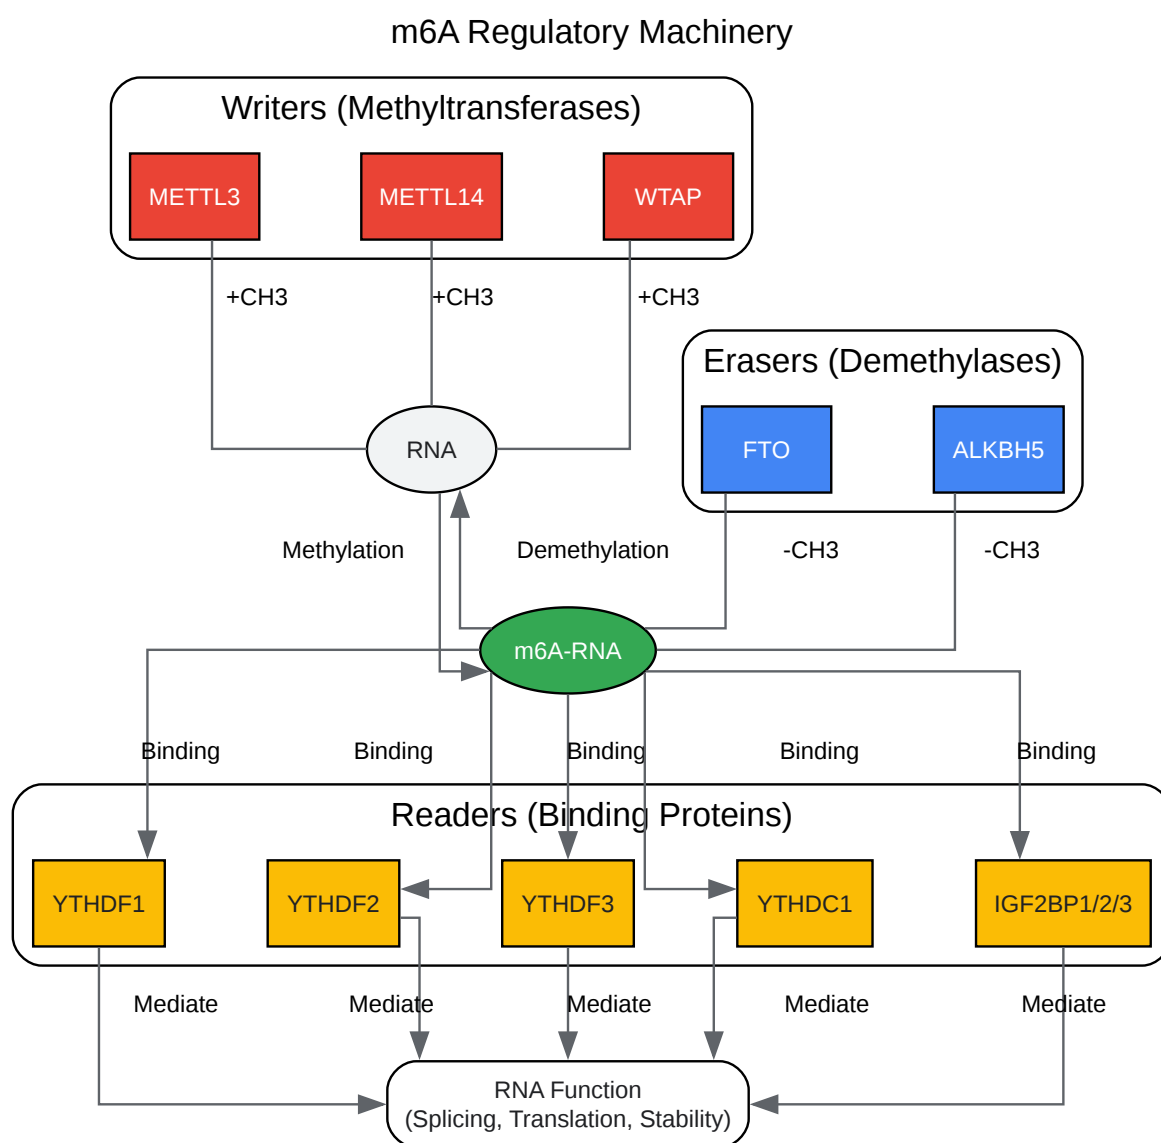 m6A Regulatory Machinery
Writers (Methyltransferases)
METTL3
METTL14
WTAP
+CH3
+CH3
+CH3
Erasers (Demethylases)
FTO
ALKBH5
RNA
Methylation
Demethylation
-CH3
-CH3
m6A-RNA
Binding
Binding
Binding
Binding
Binding
Readers (Binding Proteins)
YTHDF1
YTHDF2
YTHDF3
YTHDC1
IGF2BP1/2/3
Mediate
Mediate
Mediate
Mediate
Mediate
RNA Function
(Splicing, Translation, Stability)